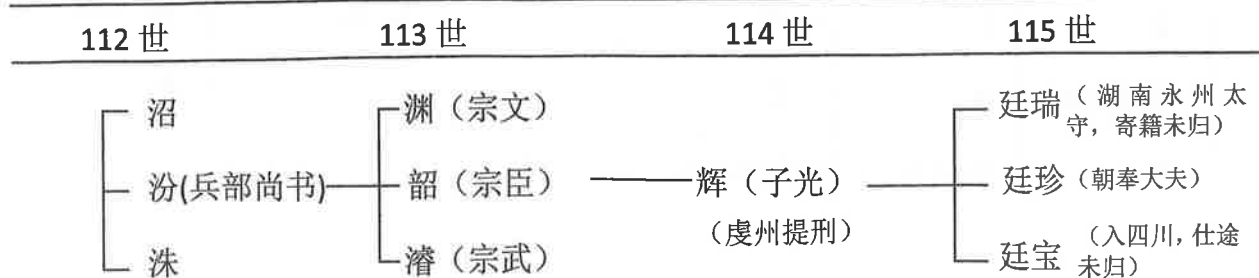 112 世 113 世 114 世 115 世
沼 渊（宗文） 廷瑞（湖南永州太
守，寄籍未归）
汾(兵部尚书) 韶（宗臣） 辉（子光） 廷珍（朝奉大夫）
（虔州提刑）
洙 濬（宗武） 廷宝（入四川，仕途
未归）